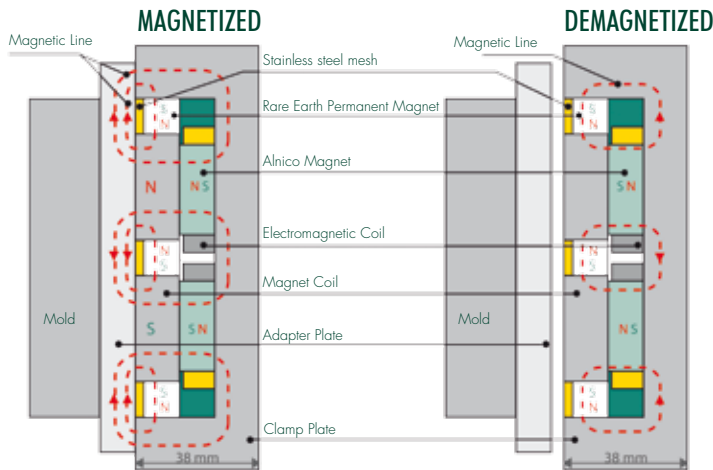 MAGNETIZED
DEMAGNETIZED
Magnetic Line
Magnetic Line
Stainless steel mesh
Rare Earth Permanent Magnet
S
N
S
N
Alnico Magnet
N
N S
S N
Electromagnetic Coil
N
S
N
S
Magnet Coil
Mold
S
S N
Adapter Plate
Mold
N S
S
N
S
N
Clamp Plate
38 mm
38 mm